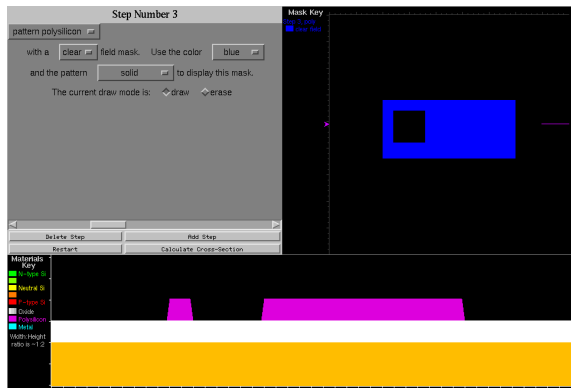 Step Number 3
pattern polysilicon
with a clear field mask. Use the color blue
and the pattern solid to display this mask.
The current draw mode is: draw erase
Delete Step Add Step
Restart Calculate Cross-Section
Mask Key
Materials
Key
N-type Si
Neutral Si
P-type Si
Oxide
Polysilicon
Metal
Width:Height
ratio is ~1:2